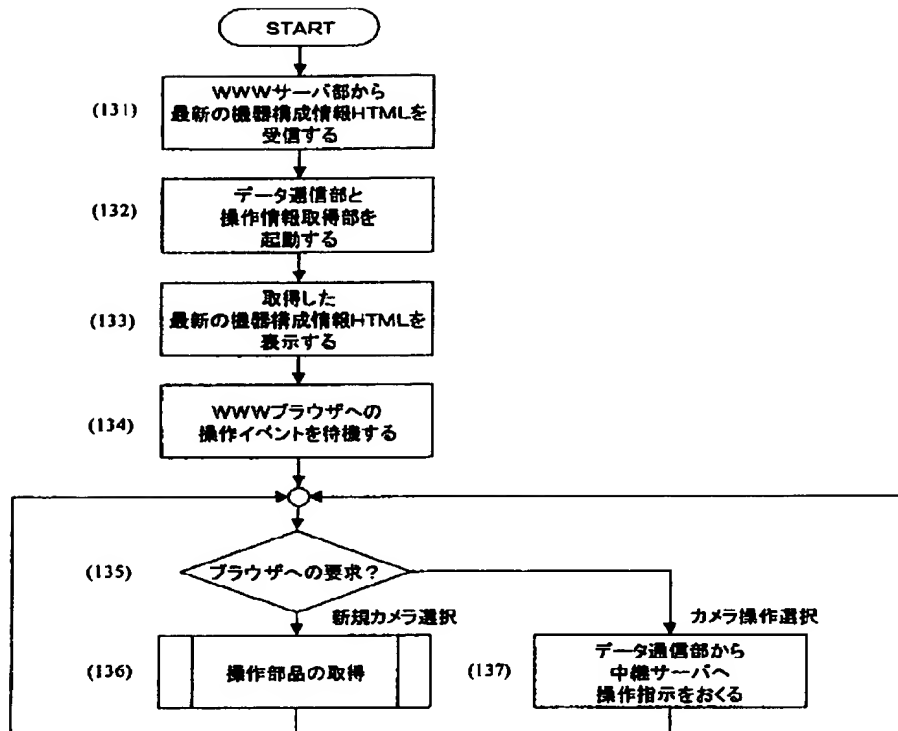 START
(131)
WWWサーバ部から
最新の機器構成情報HTMLを
受信する
(132)
データ通信部と
操作情報取得部を
起動する
(133)
取得した
最新の機器構成情報HTMLを
表示する
(134)
WWWブラウザへの
操作イベントを待機する
(135)
ブラウザへの要求?
新規カメラ選択
カメラ操作選択
(136)
操作部品の取得
(137)
データ通信部から
中継サーバへ
操作指示をおくる